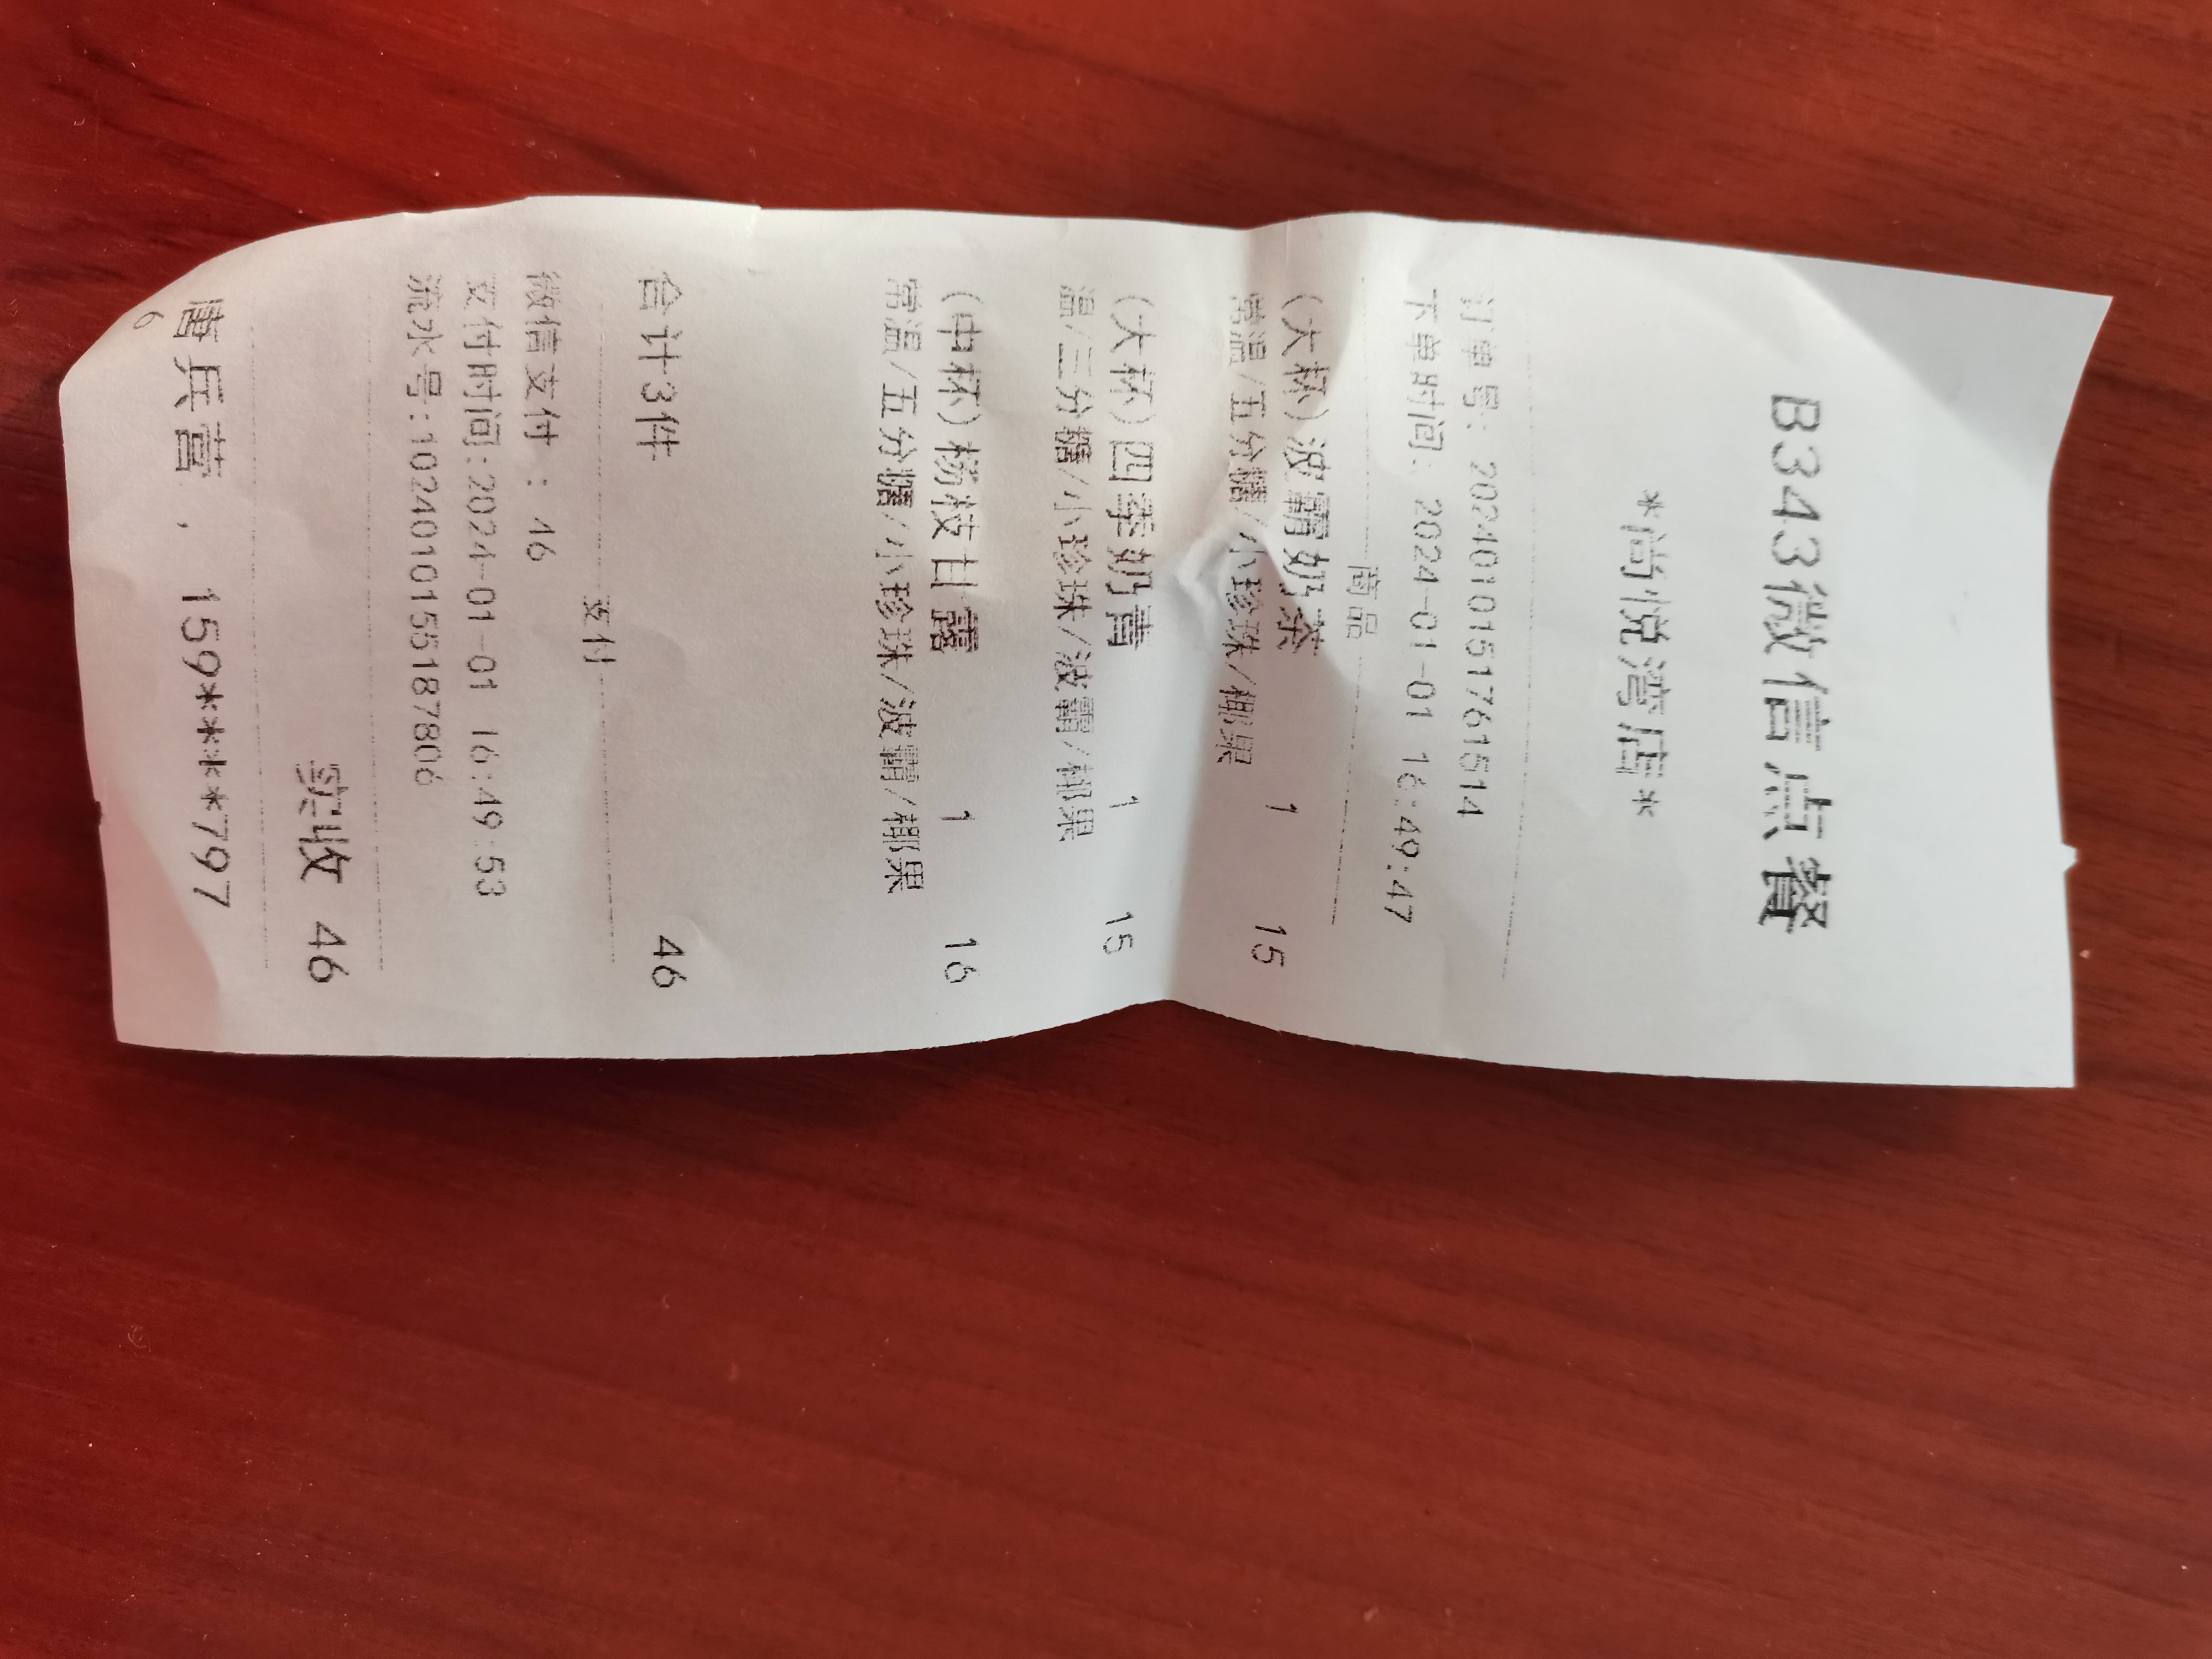 B343微信点餐
*尚悦湾店*
订单号: 20240101517615​14
下单时间: 2024-01-01 16:49:47
商品
(大杯)波霸奶茶 1 15
常温/五分糖/小珍珠/椰果
(大杯)四季奶青 1 15
温/三分糖/小珍珠/波霸/椰果
(中杯)杨枝甘露 1 16
常温/五分糖/小珍珠/波霸/椰果
合计3件 46
支付
微信支付: 46
支付时间:2024-01-01 16:49:53
流水号:1024010155187806
实收 46
唐兵营, 159*****797
6